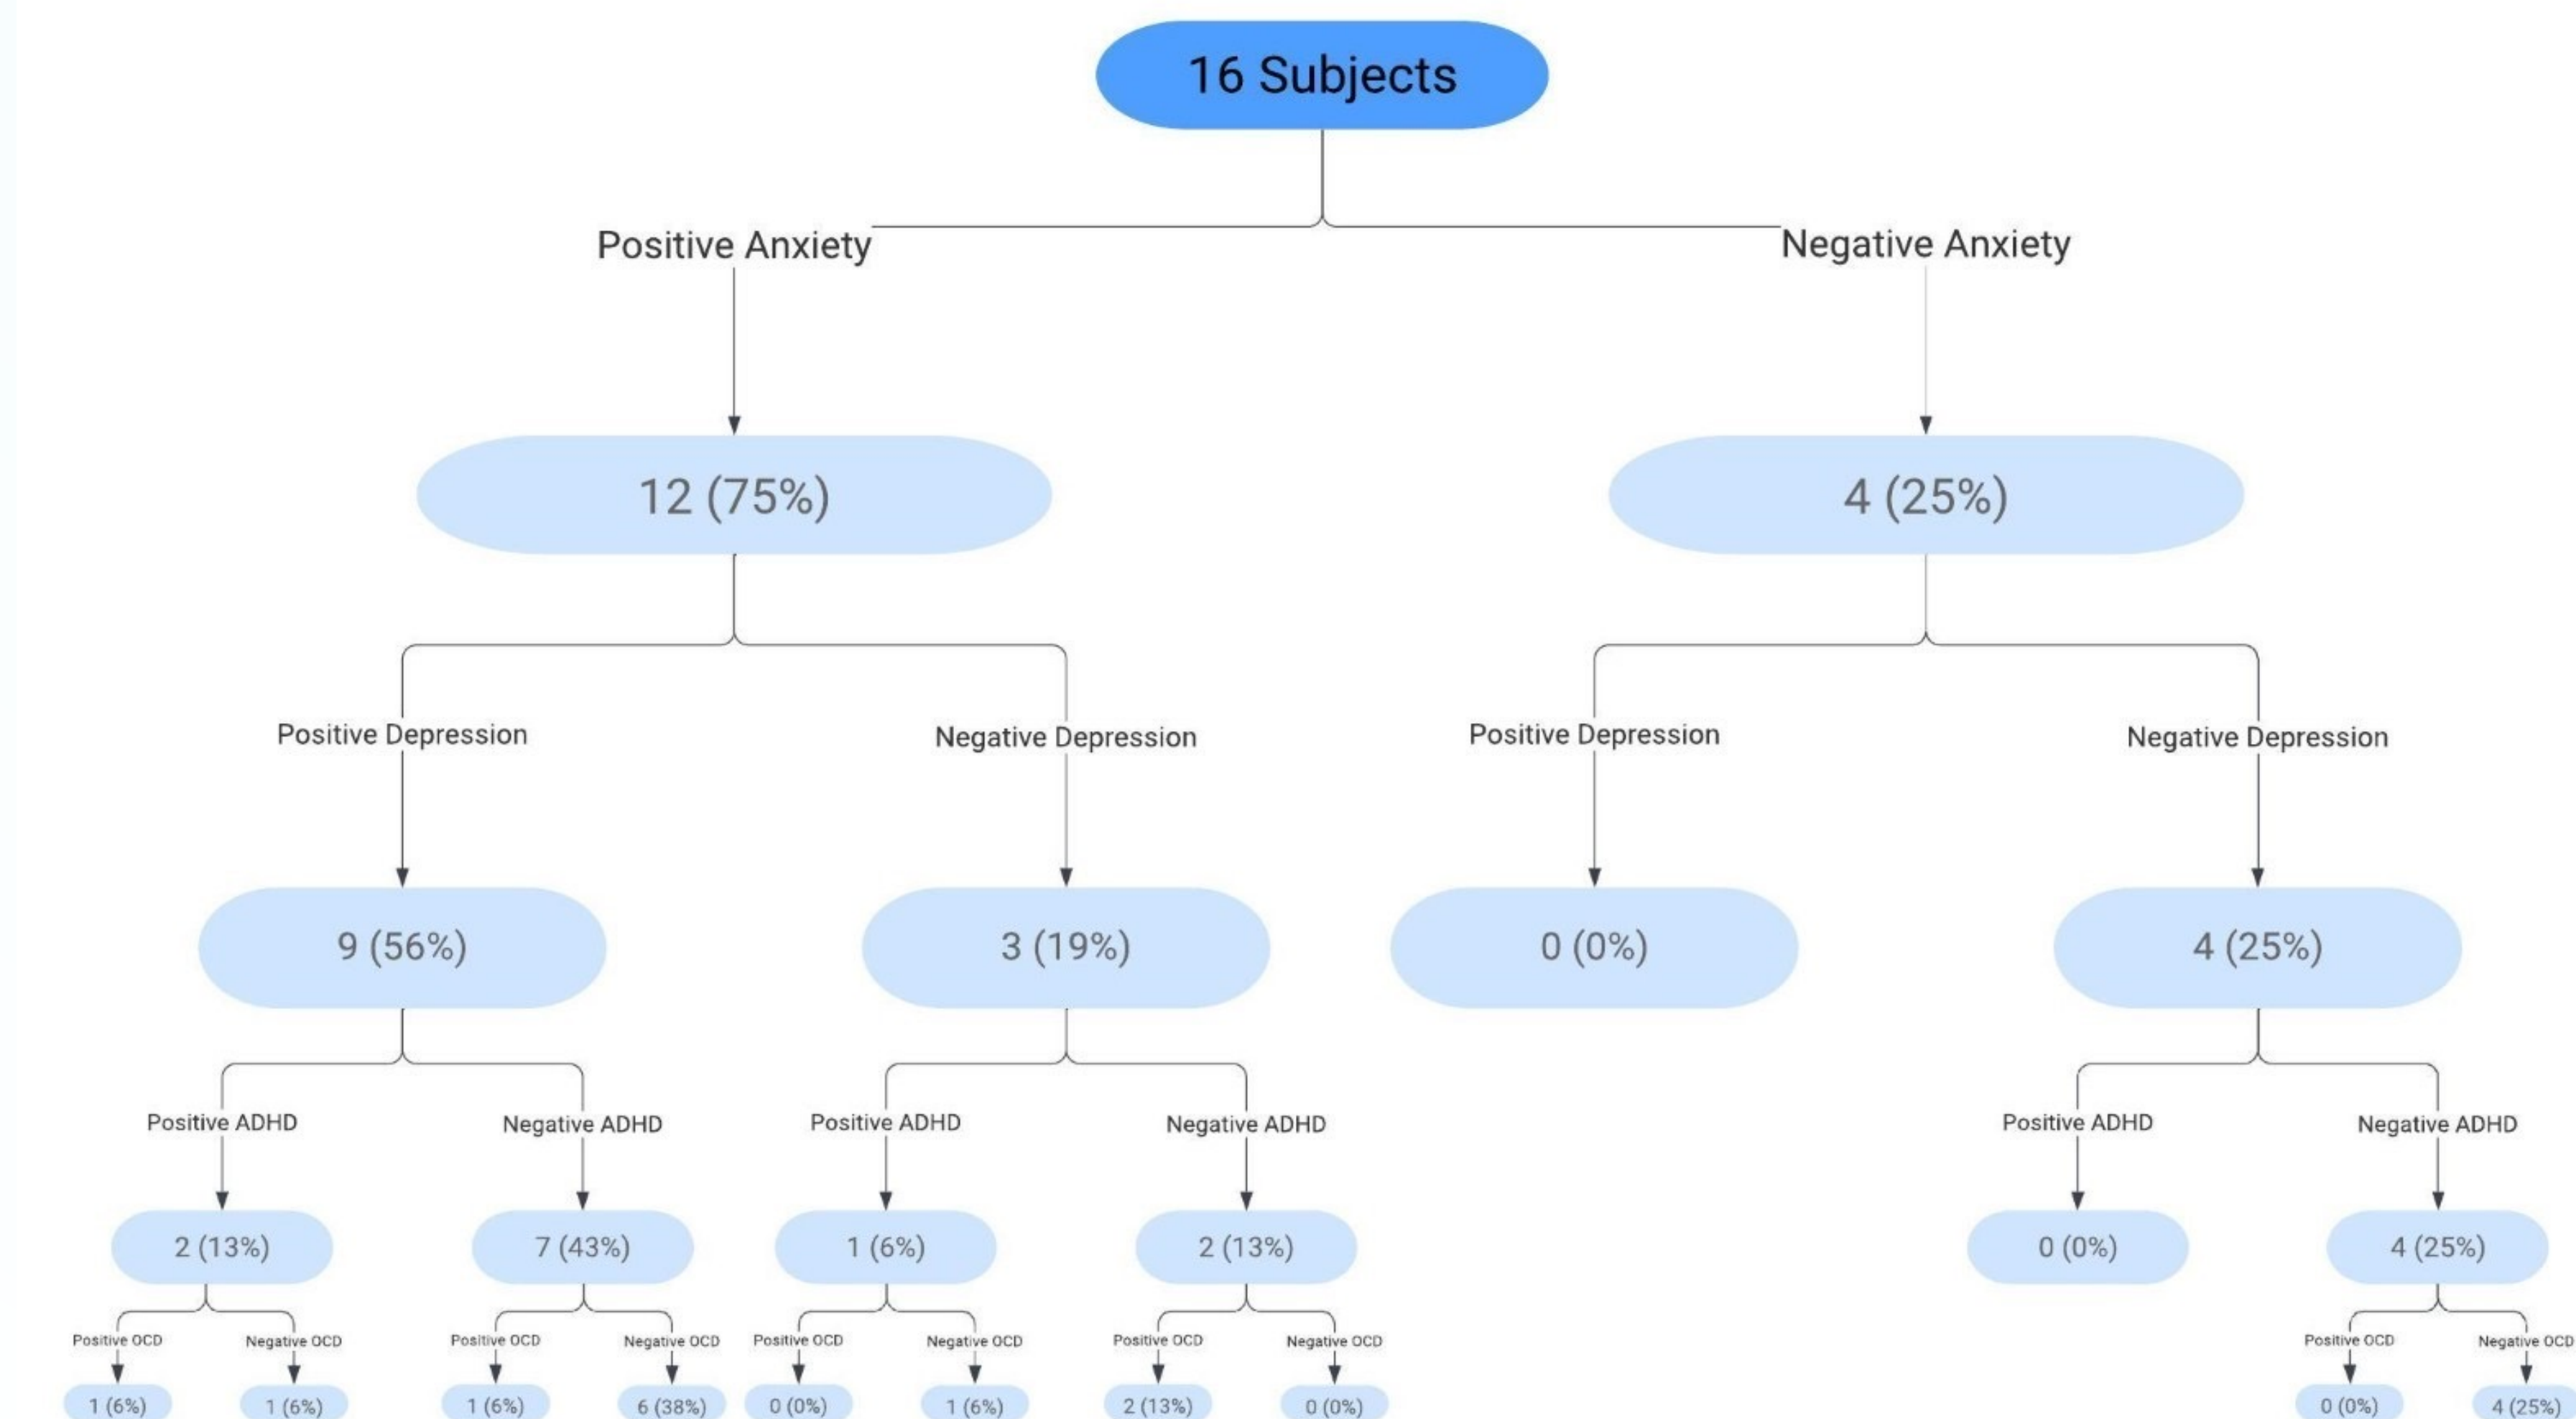 16 Subjects
Positive Anxiety
Negative Anxiety
12 (75%)
4 (25%)
Positive Depression
Negative Depression
Positive Depression
Negative Depression
9 (56%)
3 (19%)
0 (0%)
4 (25%)
Positive ADHD
Negative ADHD
Positive ADHD
Negative ADHD
Positive ADHD
Negative ADHD
2 (13%)
7 (43%)
1 (6%)
2 (13%)
0 (0%)
4 (25%)
Positive OCD
Negative OCD
Positive OCD
Negative OCD
Positive OCD
Negative OCD
Positive OCD
Negative OCD
Positive OCD
Negative OCD
1 (6%)
1 (6%)
1 (6%)
6 (38%)
0 (0%)
1 (6%)
2 (13%)
0 (0%)
0 (0%)
4 (25%)